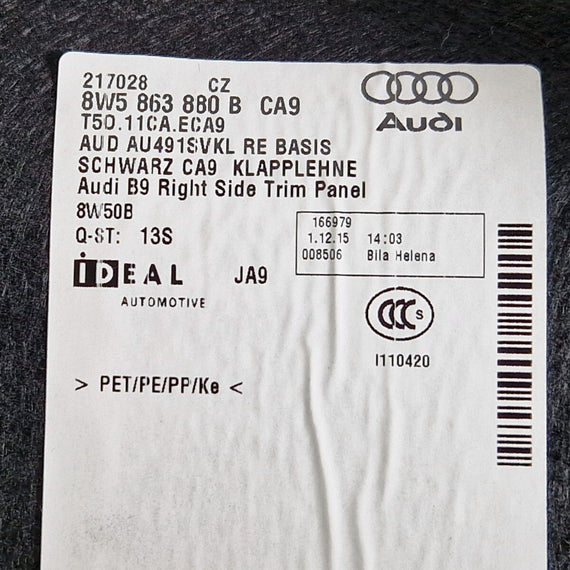 217028 CZ
8W5 863 880 B CA9
T50.11CA.ECA9
AUD AU491SVKL RE BASIS
SCHWARZ CA9 KLAPPLEHNE
Audi B9 Right Side Trim Panel
8W50B
Q-ST: 13S
Audi
166979
1.12.15 14:03
008506 Bila Helena
iDEAL JA9
AUTOMOTIVE
CCC S
I110420
> PET/PE/PP/Ke <